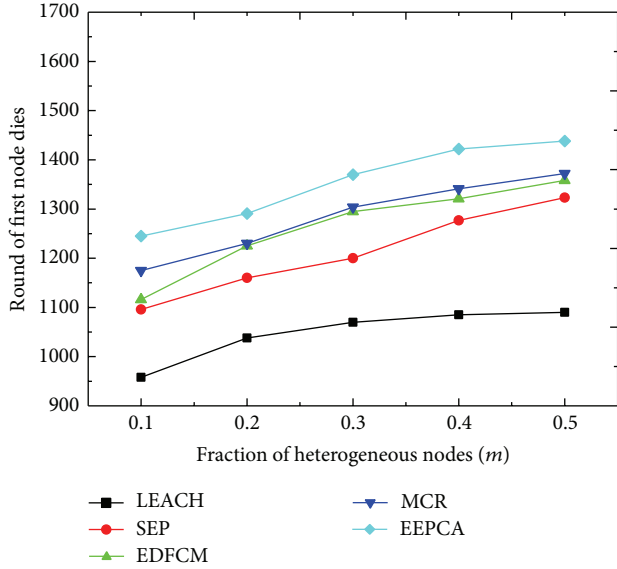 1700
1600
1500
1400
1300
1200
1100
1000
900
Round of first node dies
0.1 0.2 0.3 0.4 0.5
Fraction of heterogeneous nodes (m)
LEACH
SEP
EDFCM
MCR
EEPCA